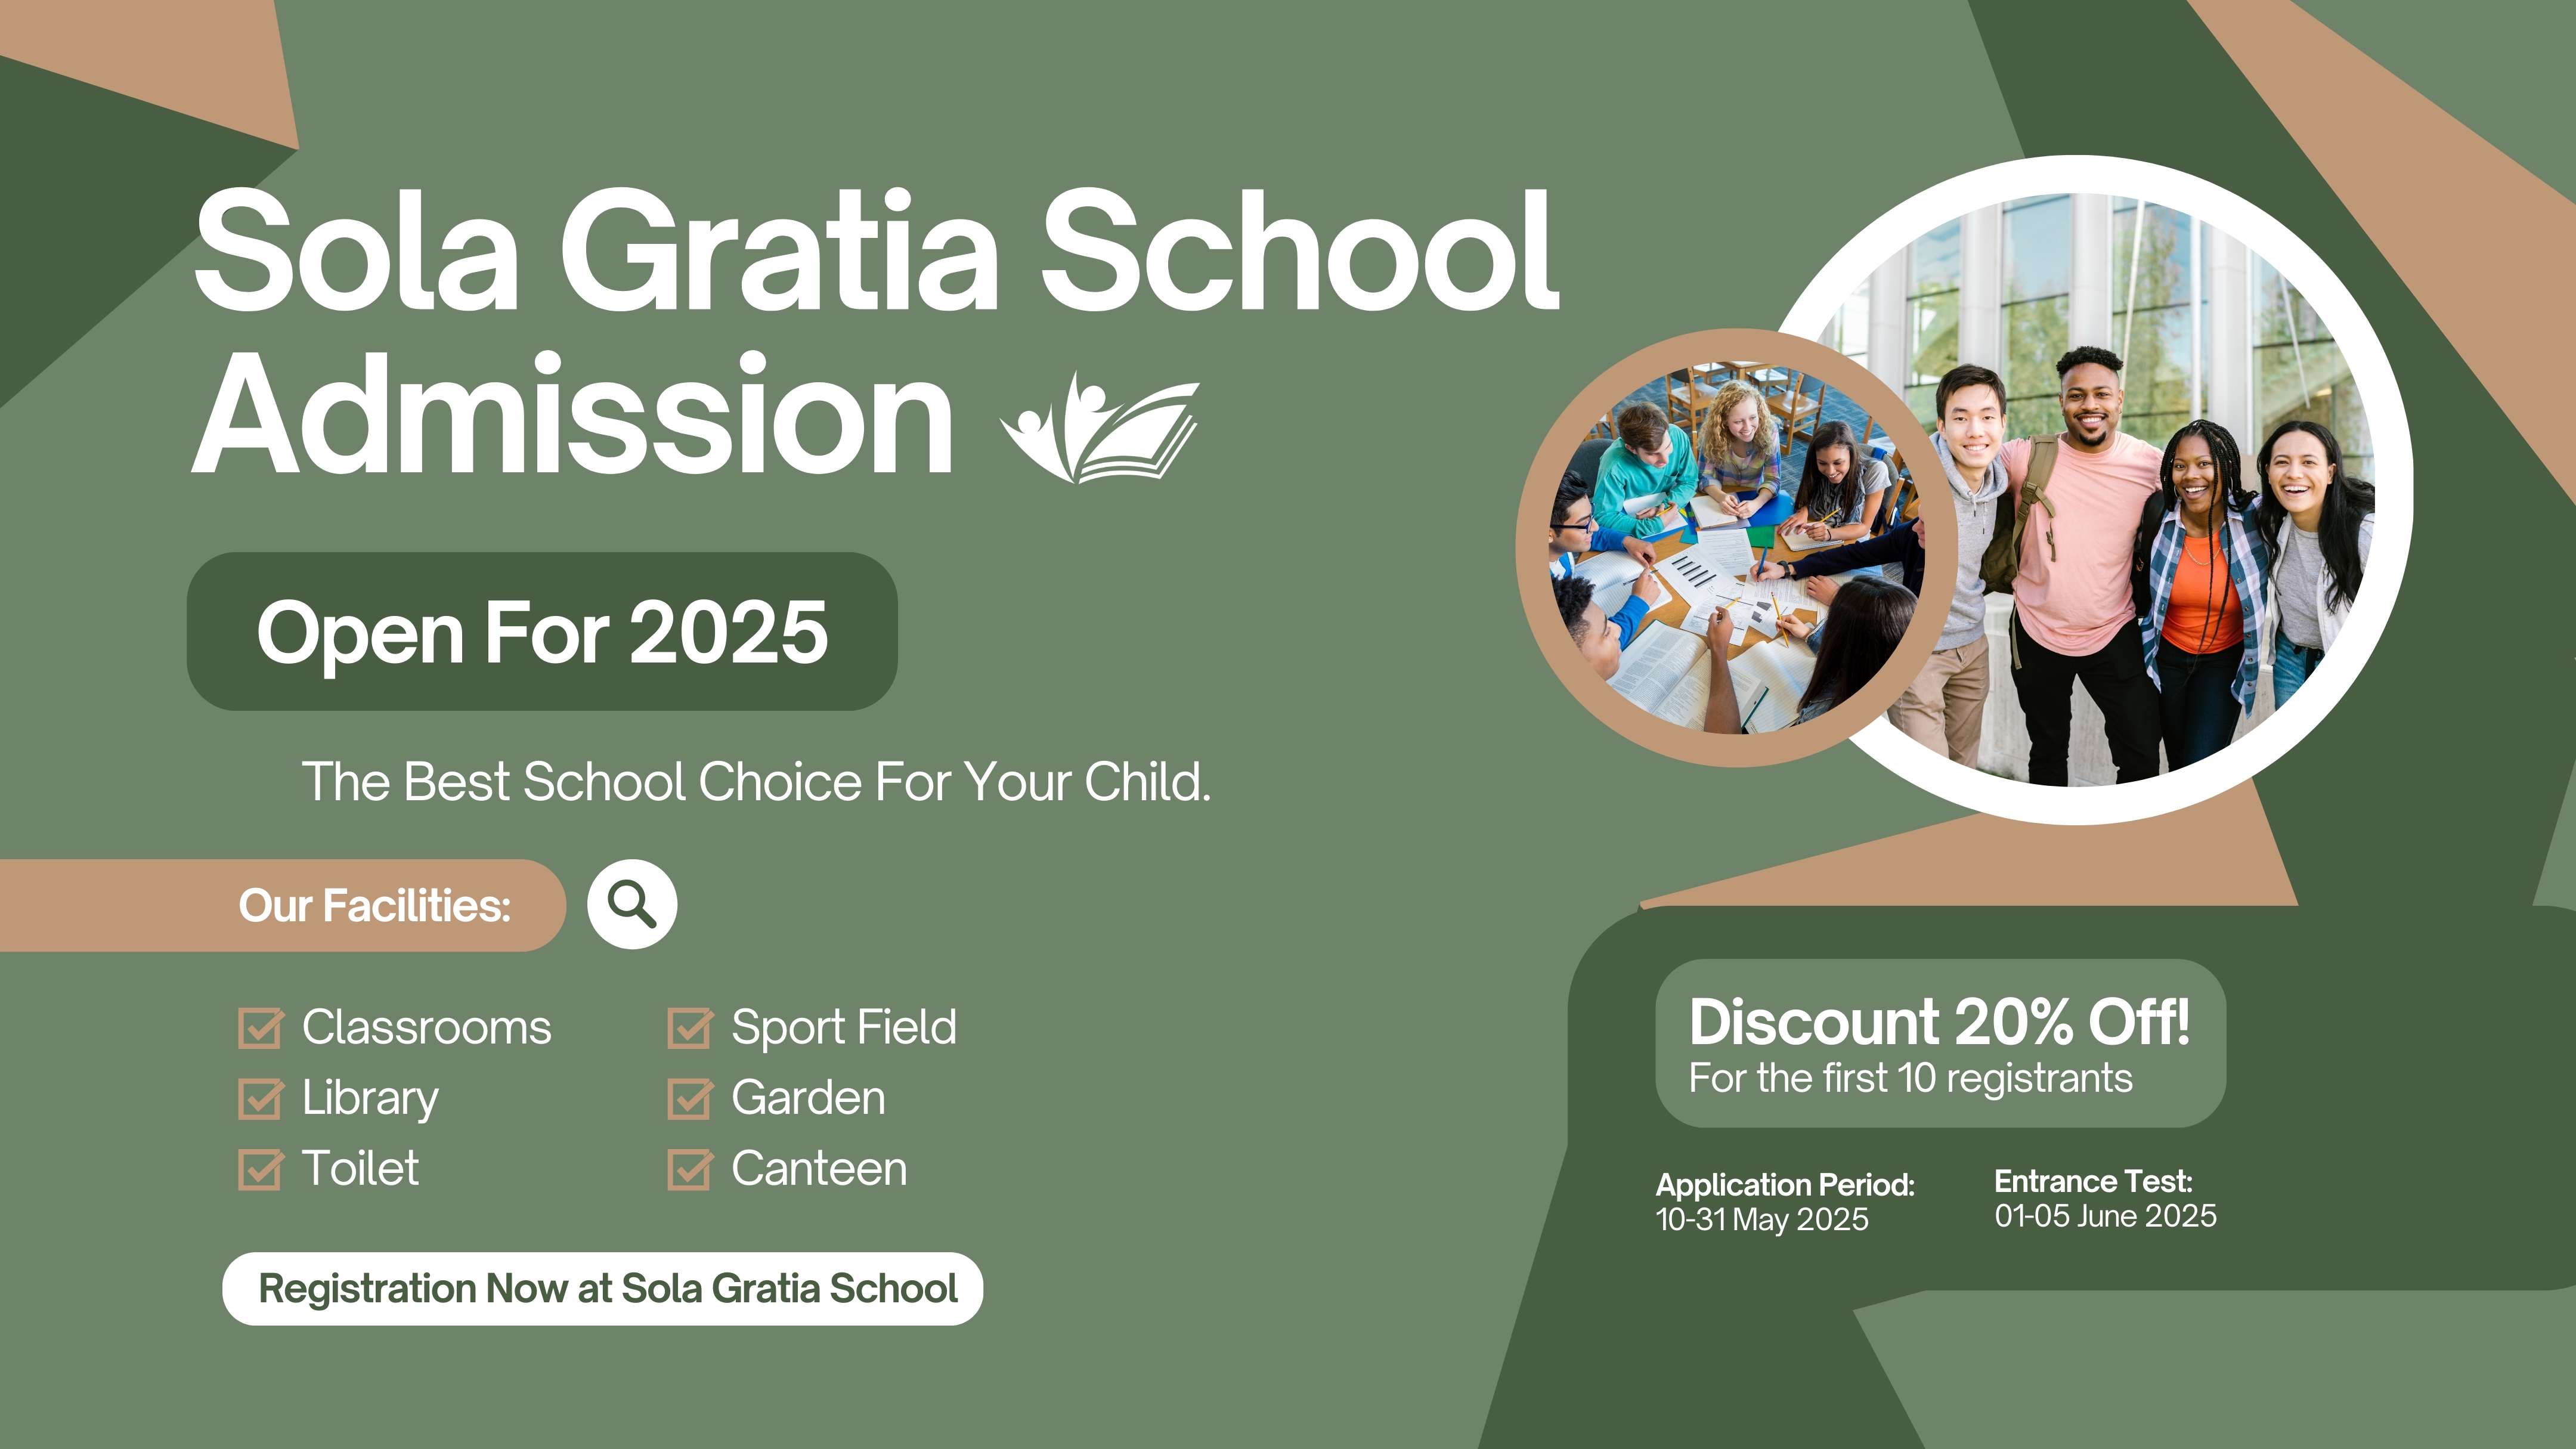 Sola Gratia School
Admission
Open For 2025
The Best School Choice For Your Child.
Our Facilities:
Classrooms
Library
Toilet
Sport Field
Garden
Canteen
Registration Now at Sola Gratia School
Discount 20% Off!
For the first 10 registrants
Application Period:
10-31 May 2025
Entrance Test:
01-05 June 2025